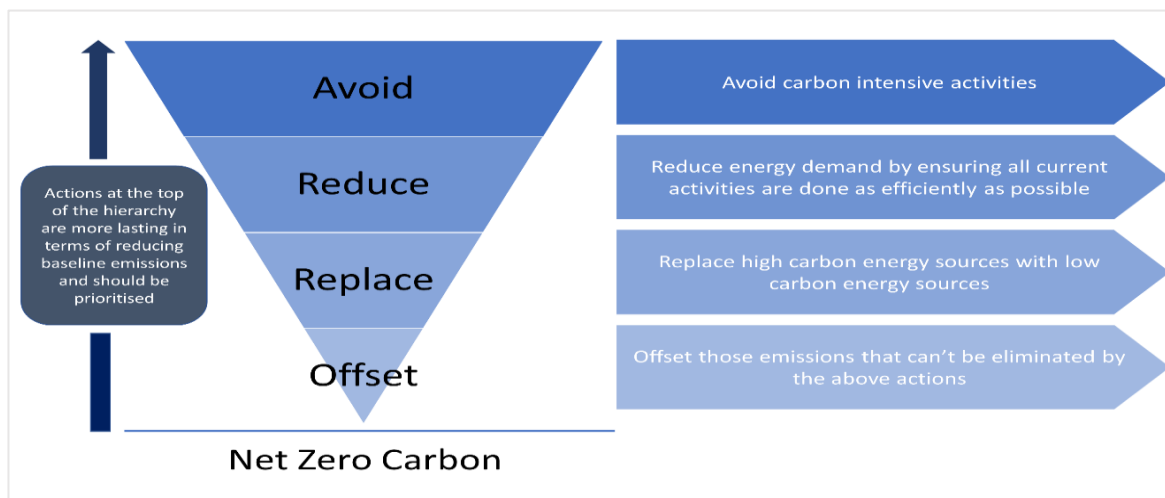 Avoid
Avoid carbon intensive activities
Reduce
Reduce energy demand by ensuring all current
activities are done as efficiently as possible
Actions at the top
of the hierarchy
are more lasting in
terms of reducing
baseline emissions
and should be
prioritised
Replace
Replace high carbon energy sources with low
carbon energy sources
Offset
Offset those emissions that can’t be eliminated by
the above actions
Net Zero Carbon